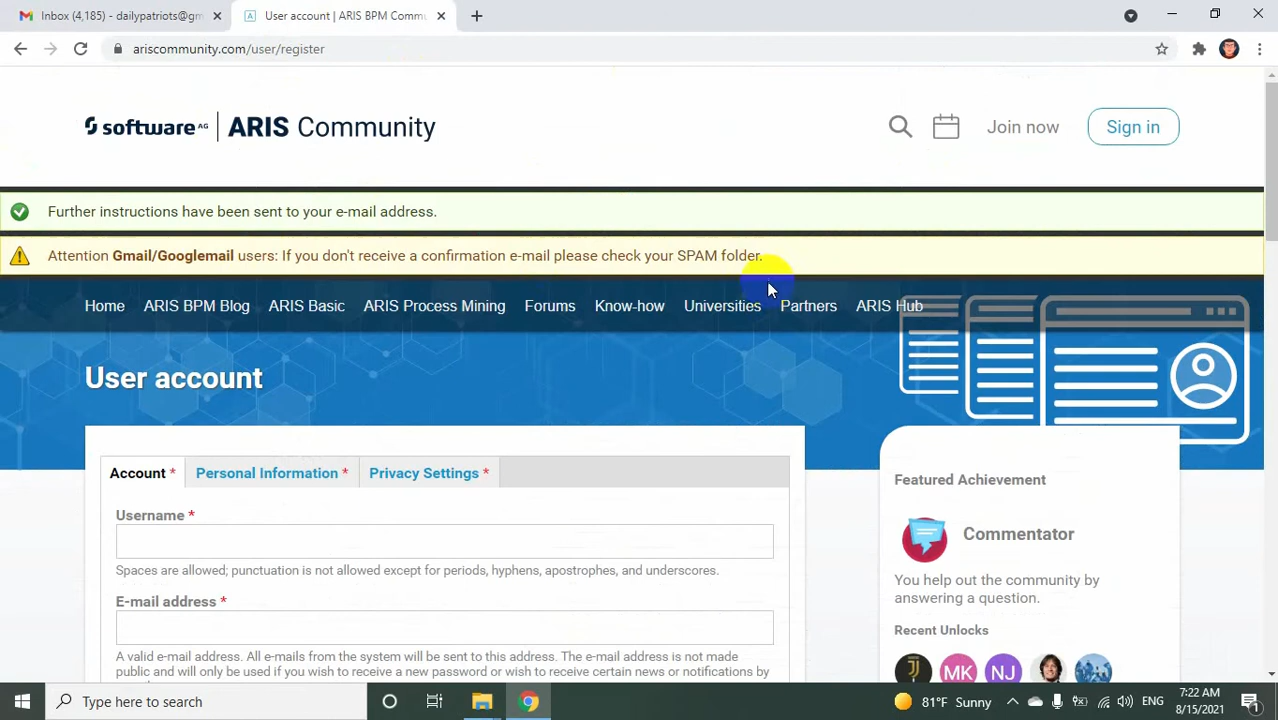 Inbox (4,185) - dailypatriots@gm
User account | ARIS BPM Commu
ariscommunity.com/user/register
software AG
ARIS Community
Join now
Sign in
Further instructions have been sent to your e-mail address.
Attention Gmail/Googlemail users: If you don't receive a confirmation e-mail please check your SPAM folder.
Home
ARIS BPM Blog
ARIS Basic
ARIS Process Mining
Forums
Know-how
Universities
Partners
ARIS Hub
User account
Account *
Personal Information *
Privacy Settings *
Username *
Spaces are allowed; punctuation is not allowed except for periods, hyphens, apostrophes, and underscores.
E-mail address *
A valid e-mail address. All e-mails from the system will be sent to this address. The e-mail address is not made
public and will only be used if you wish to receive a new password or wish to receive certain news or notifications by
Featured Achievement
Commentator
You help out the community by
answering a question.
Recent Unlocks
MK
NJ
Type here to search
81°F Sunny
ENG
7:22 AM
8/15/2021
1